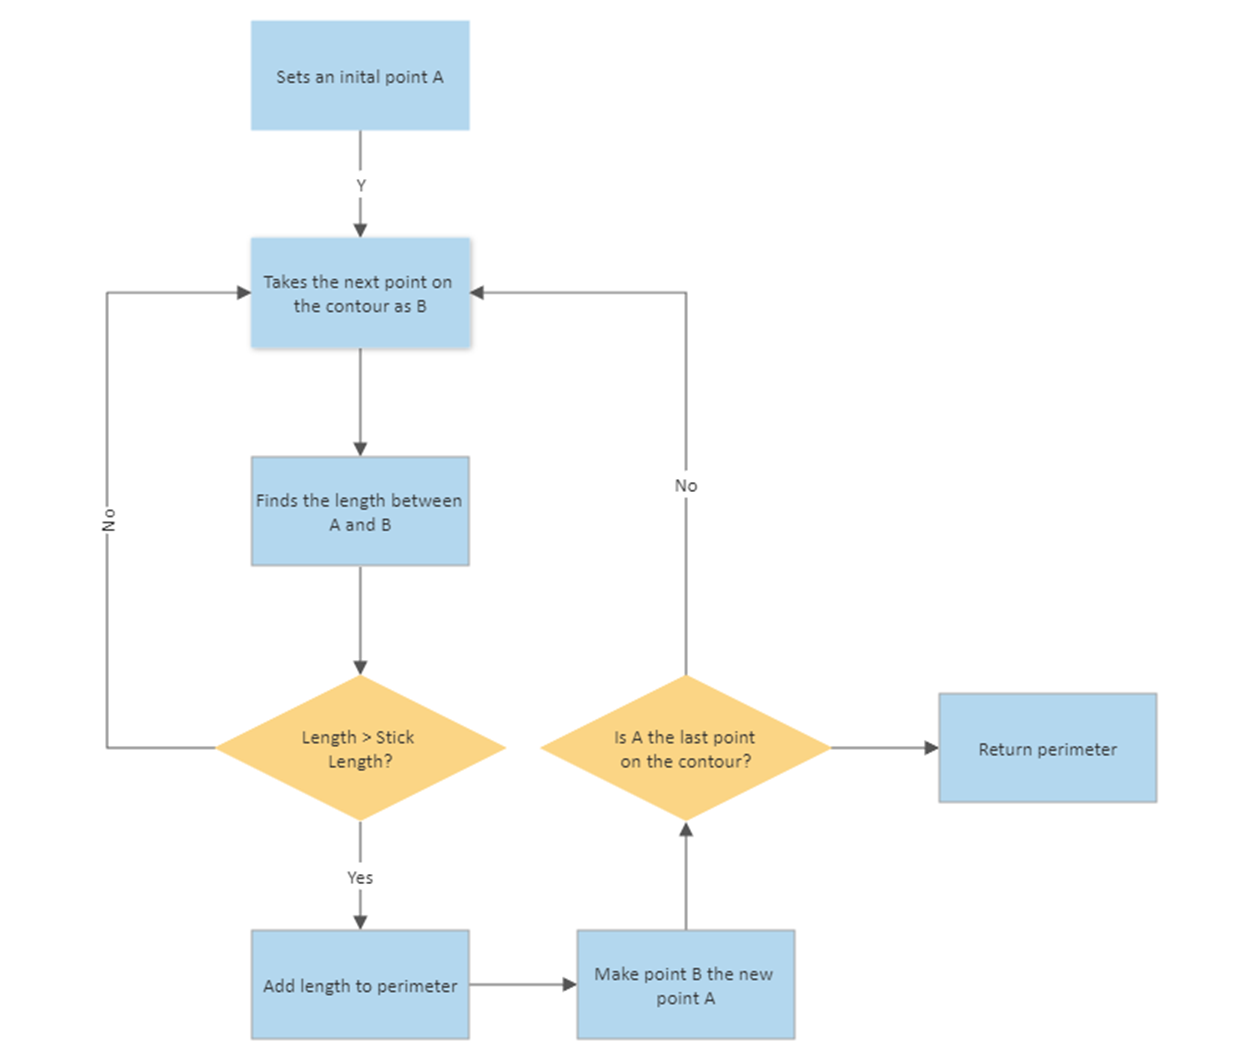 Sets an inital point A
Y
Takes the next point on
the contour as B
Finds the length between
A and B
No
No
Length > Stick
Length?
Is A the last point
on the contour?
Return perimeter
Yes
Add length to perimeter
Make point B the new
point A